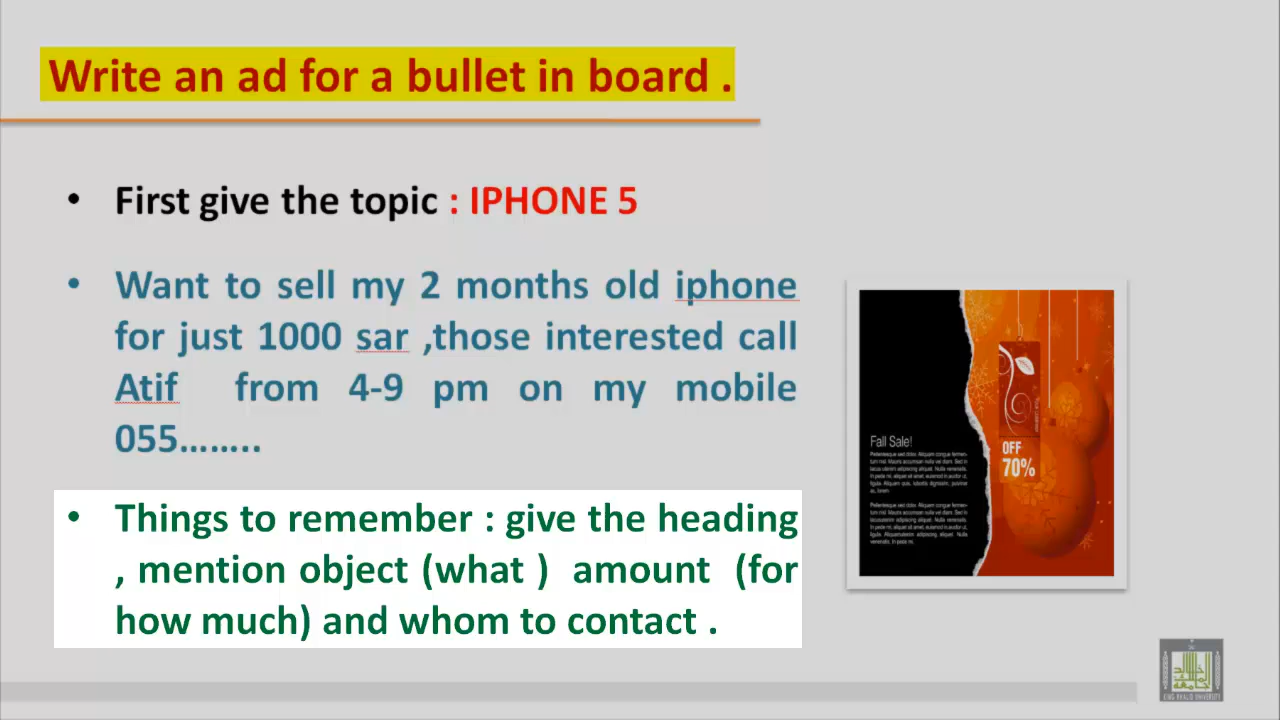 Write an ad for a bullet in board .
• First give the topic : IPHONE 5
• Want to sell my 2 months old iphone
for just 1000 sar ,those interested call
Atif from 4-9 pm on my mobile
055........
• Things to remember : give the heading
, mention object (what ) amount (for
how much) and whom to contact .
Fall Sale!
OFF
70%
KING KHALID UNIVERSITY